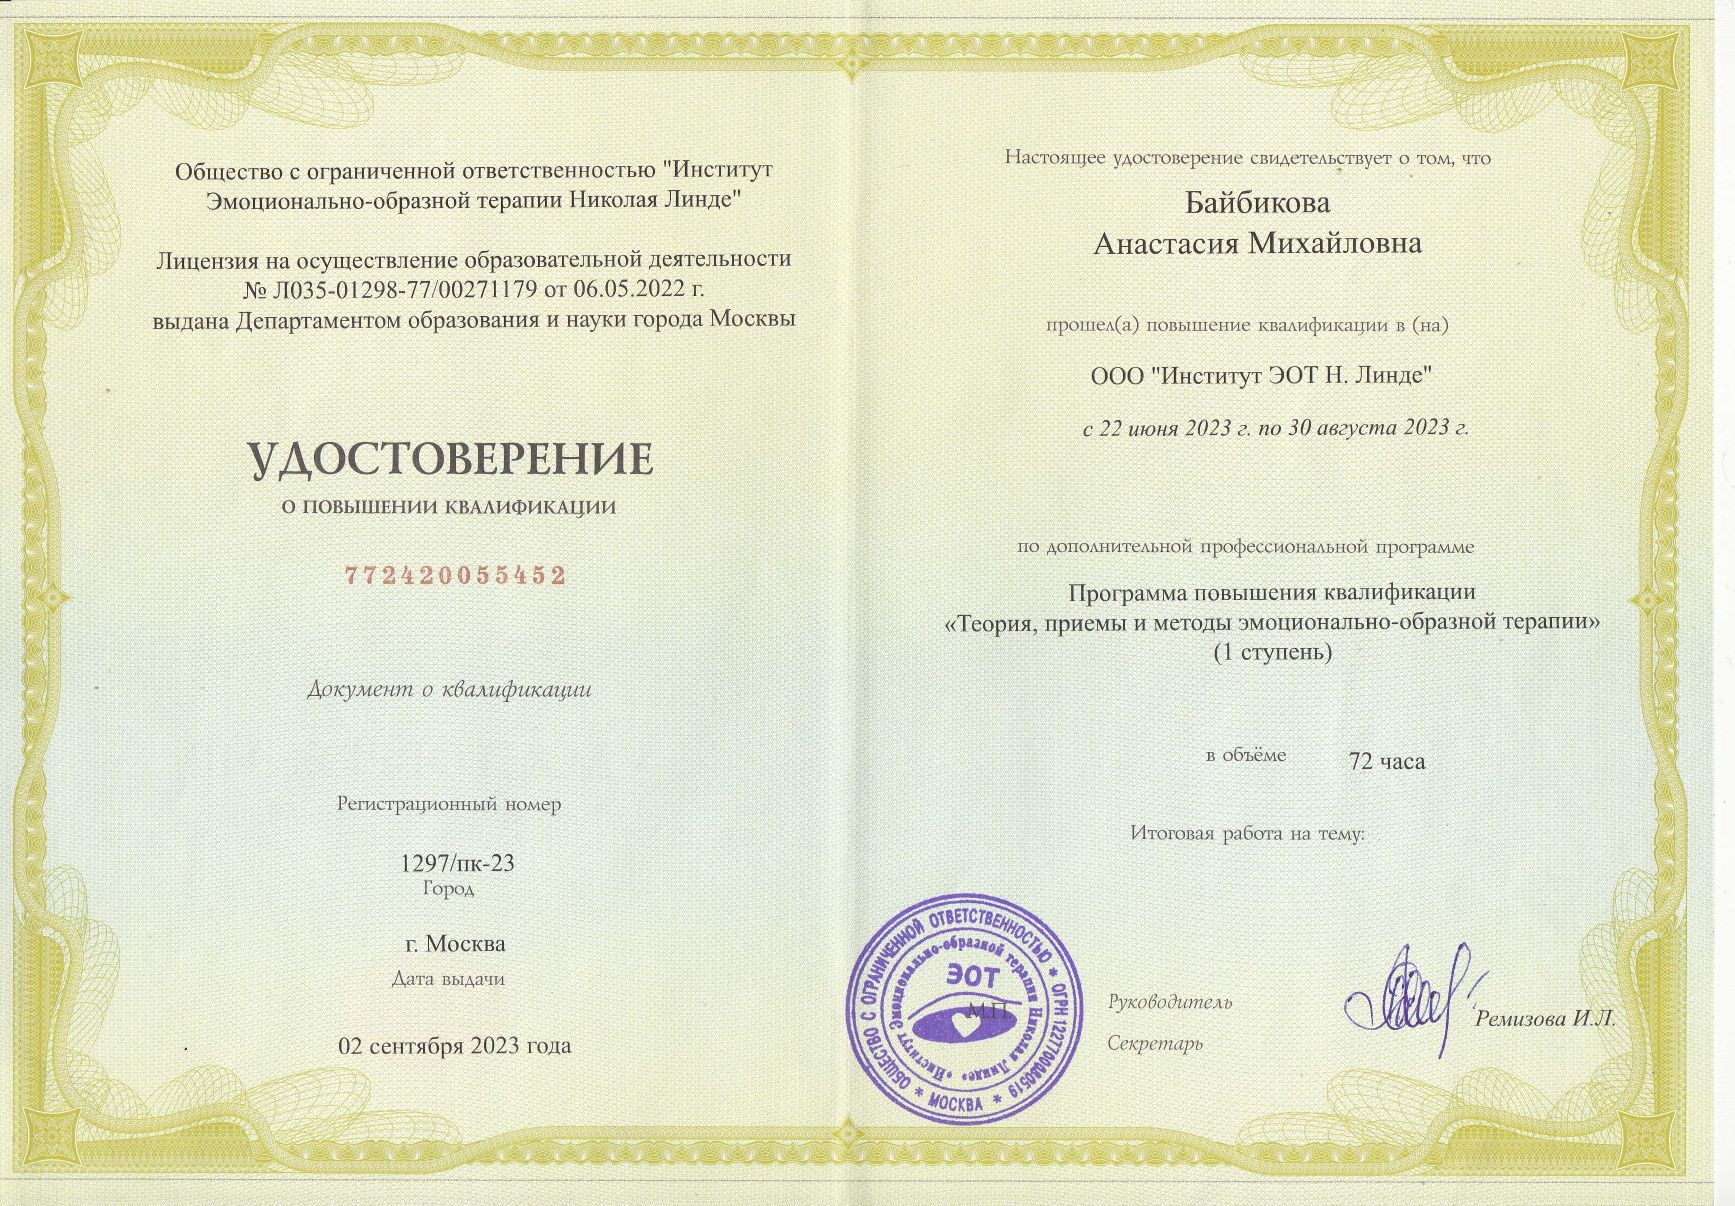 Общество с ограниченной ответственностью "Институт
Эмоционально-образной терапии Николая Линде"
Лицензия на осуществление образовательной деятельности
№ Л035-01298-77/00271179 от 06.05.2022 г.
выдана Департаментом образования и науки города Москвы
УДОСТОВЕРЕНИЕ
О ПОВЫШЕНИИ КВАЛИФИКАЦИИ
772420055452
Документ о квалификации
Регистрационный номер
1297/пк-23
Город
г. Москва
Дата выдачи
02 сентября 2023 года
Настоящее удостоверение свидетельствует о том, что
Байбикова
Анастасия Михайловна
прошел(а) повышение квалификации в (на)
ООО "Институт ЭОТ Н. Линде"
с 22 июня 2023 г. по 30 августа 2023 г.
по дополнительной профессиональной программе
Программа повышения квалификации
«Теория, приемы и методы эмоционально-образной терапии»
(1 ступень)
в объёме 72 часа
Итоговая работа на тему:
ОБЩЕСТВО С ОГРАНИЧЕННОЙ ОТВЕТСТВЕННОСТЬЮ * ОГРН 1227700280519 * МОСКВА *
«Институт Эмоционально-образной терапии Николая Линде»
ЭОТ
М.П.
Руководитель
Ремизова И.Л.
Секретарь